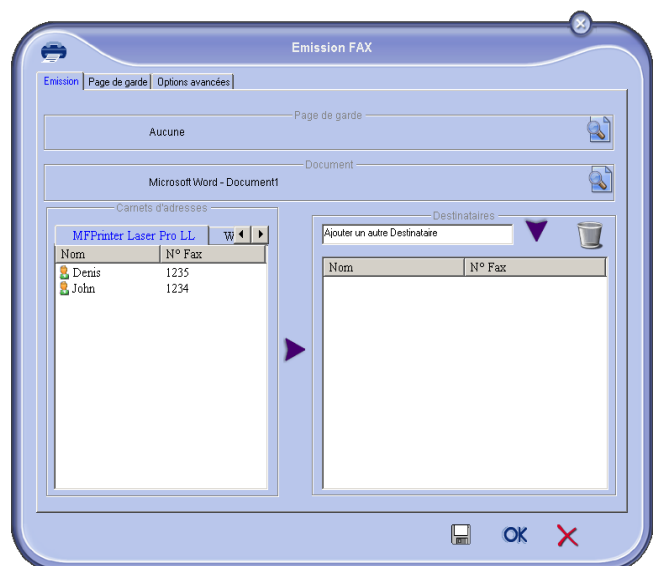 Emission FAX
Emission Page de garde Options avancées
Page de garde
Aucune
Document
Microsoft Word - Document1
Carnets d'adresses
MFPrinter Laser Pro LL W
Nom N° Fax
Denis 1235
John 1234
Destinataires
Ajouter un autre Destinataire
Nom N° Fax
OK